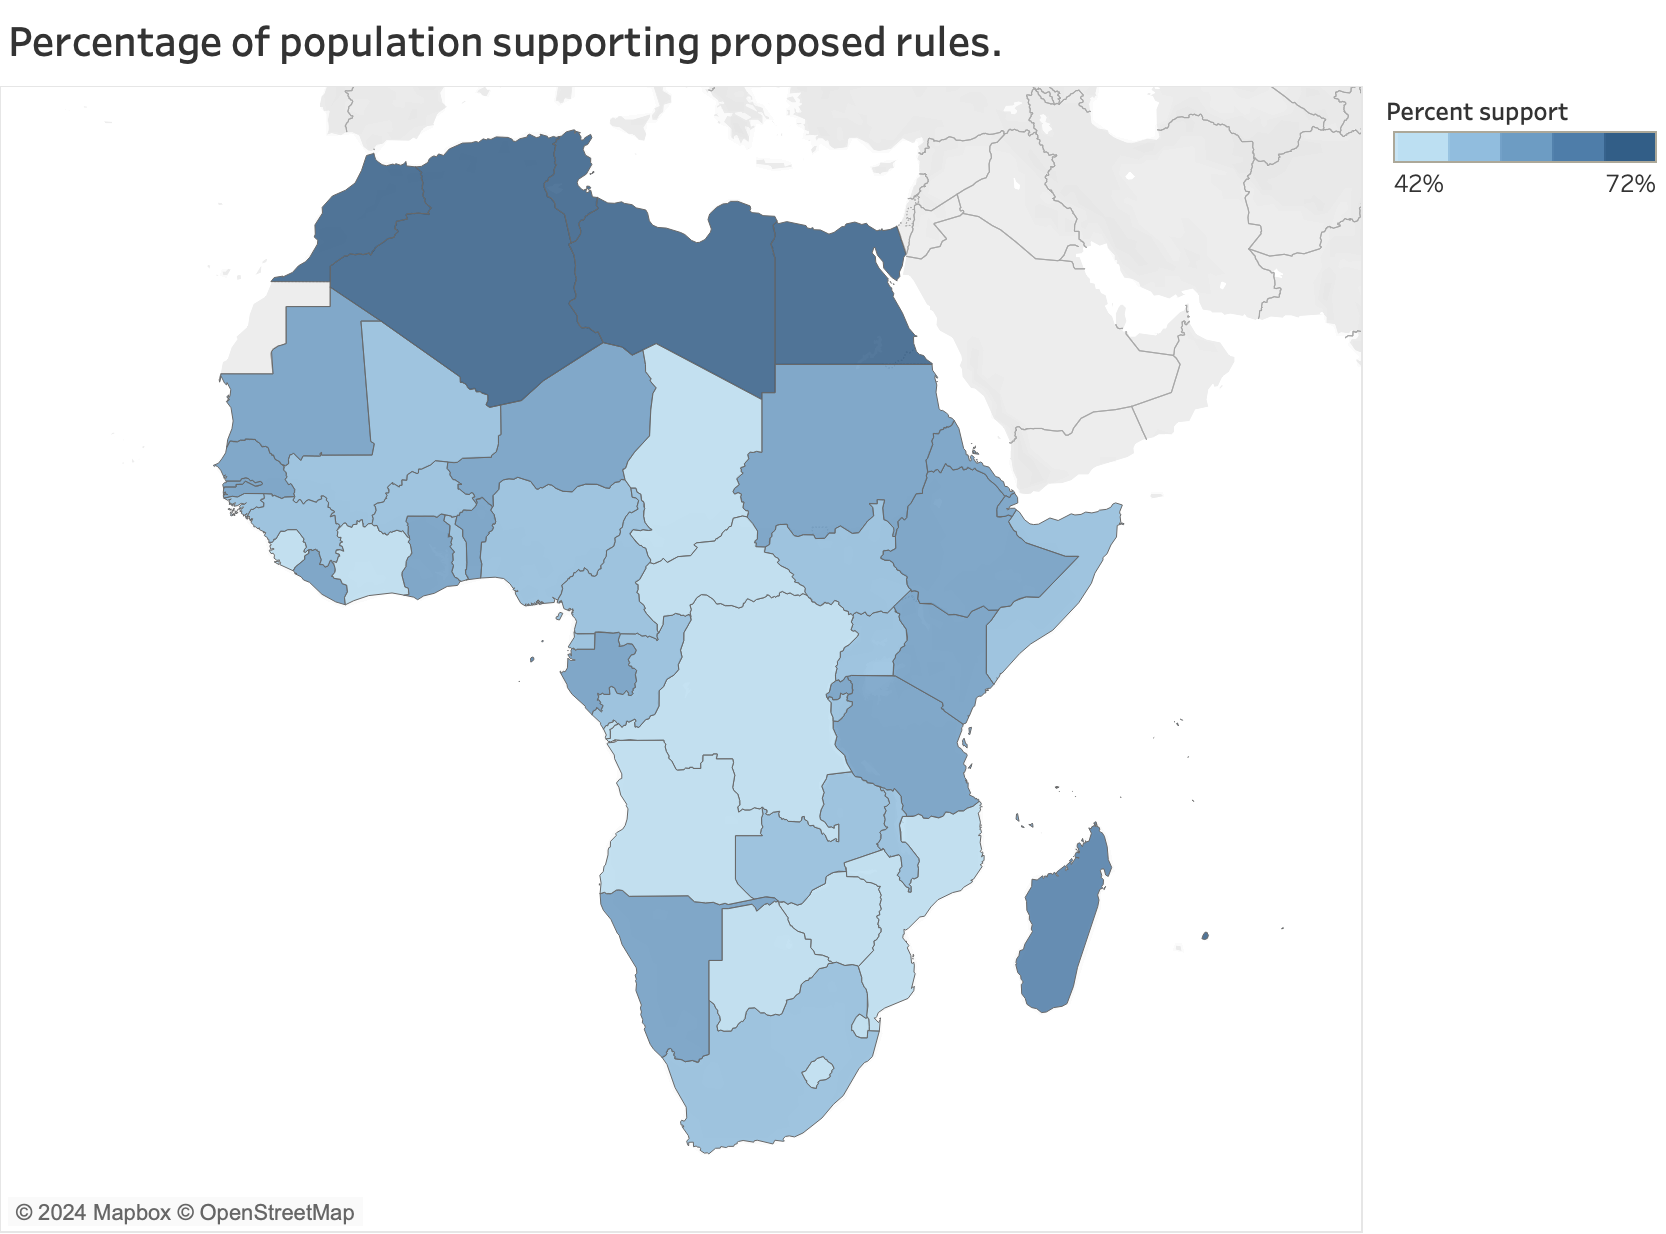 Percentage of population supporting proposed rules.
Percent support
42% 72%
© 2024 Mapbox © OpenStreetMap